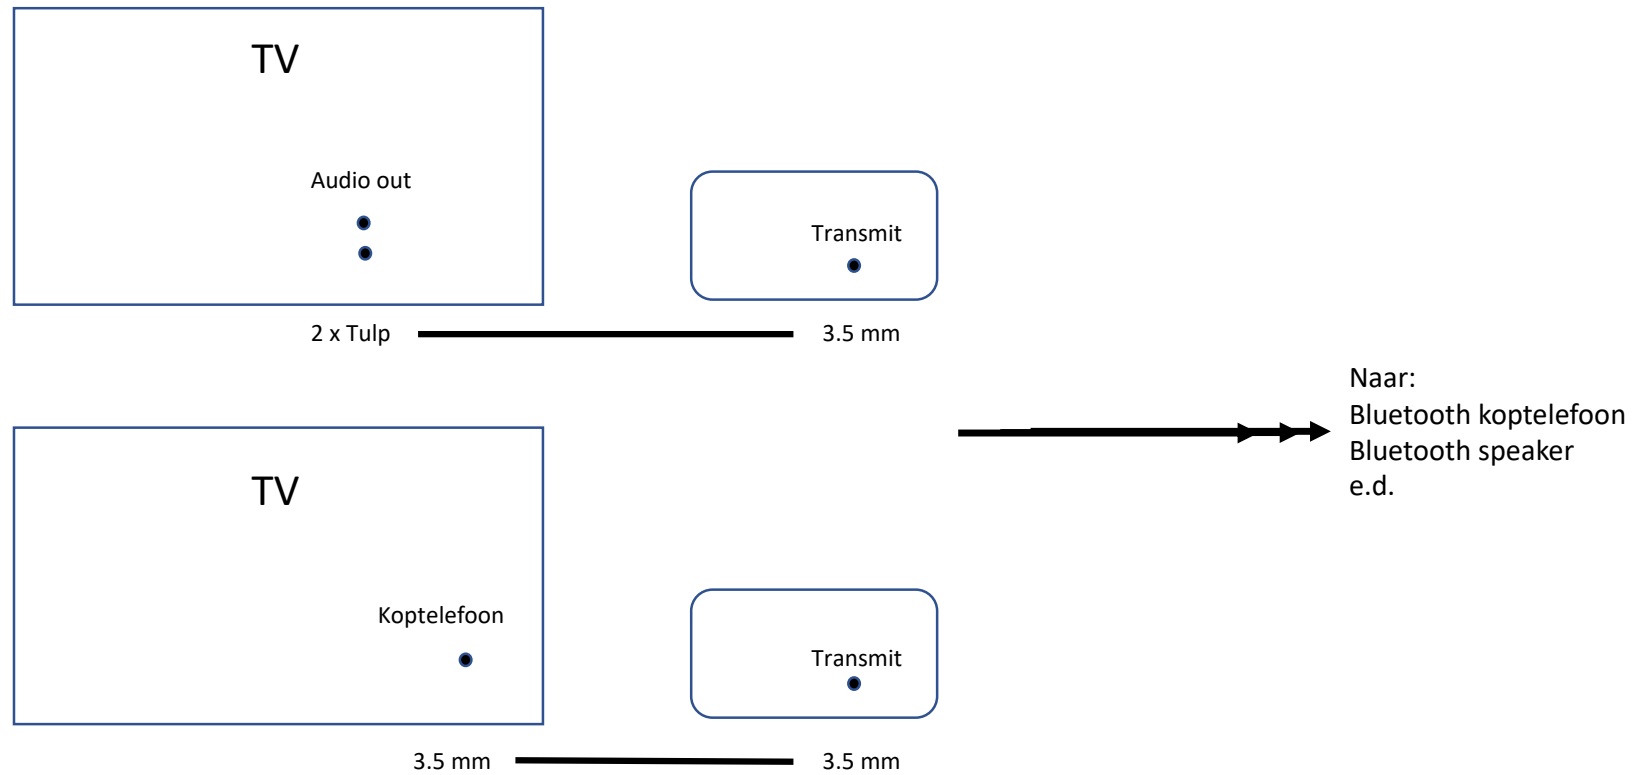 TV
Audio out
Transmit
2 x Tulp
3.5 mm
Naar:
Bluetooth koptelefoon
Bluetooth speaker
e.d.
TV
Koptelefoon
Transmit
3.5 mm
3.5 mm